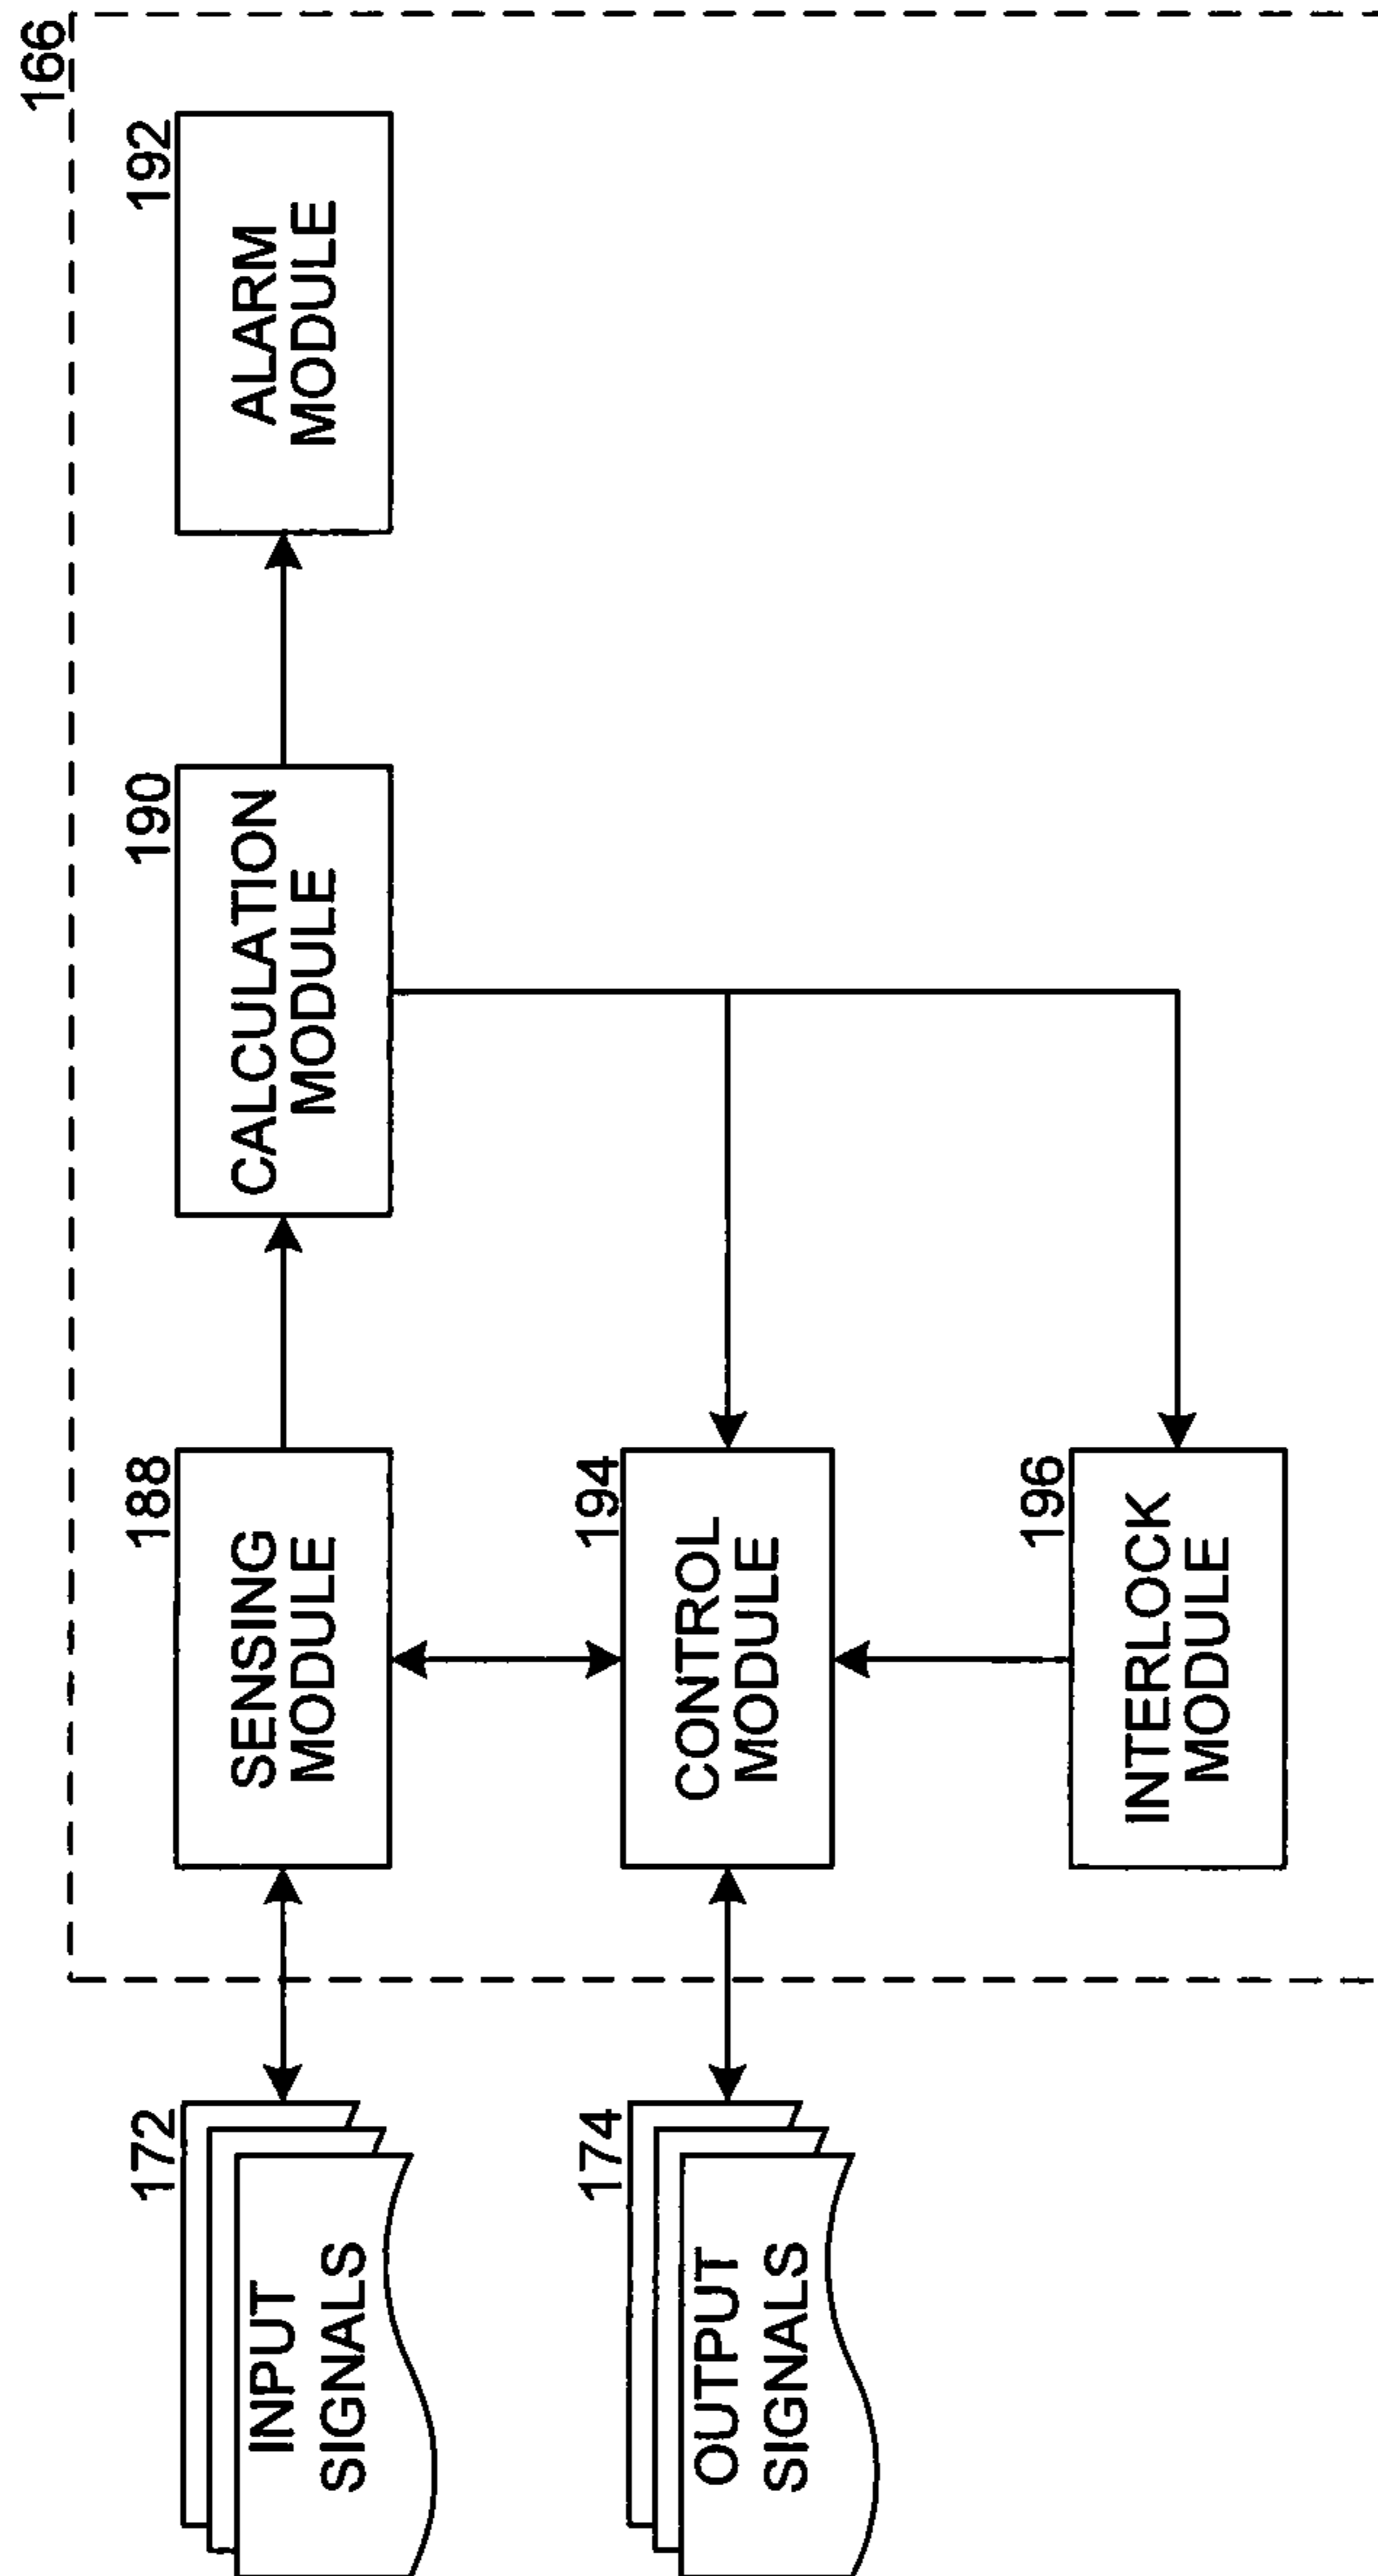 166
172
INPUT
SIGNALS
188
SENSING
MODULE
190
CALCULATION
MODULE
192
ALARM
MODULE
174
OUTPUT
SIGNALS
194
CONTROL
MODULE
196
INTERLOCK
MODULE